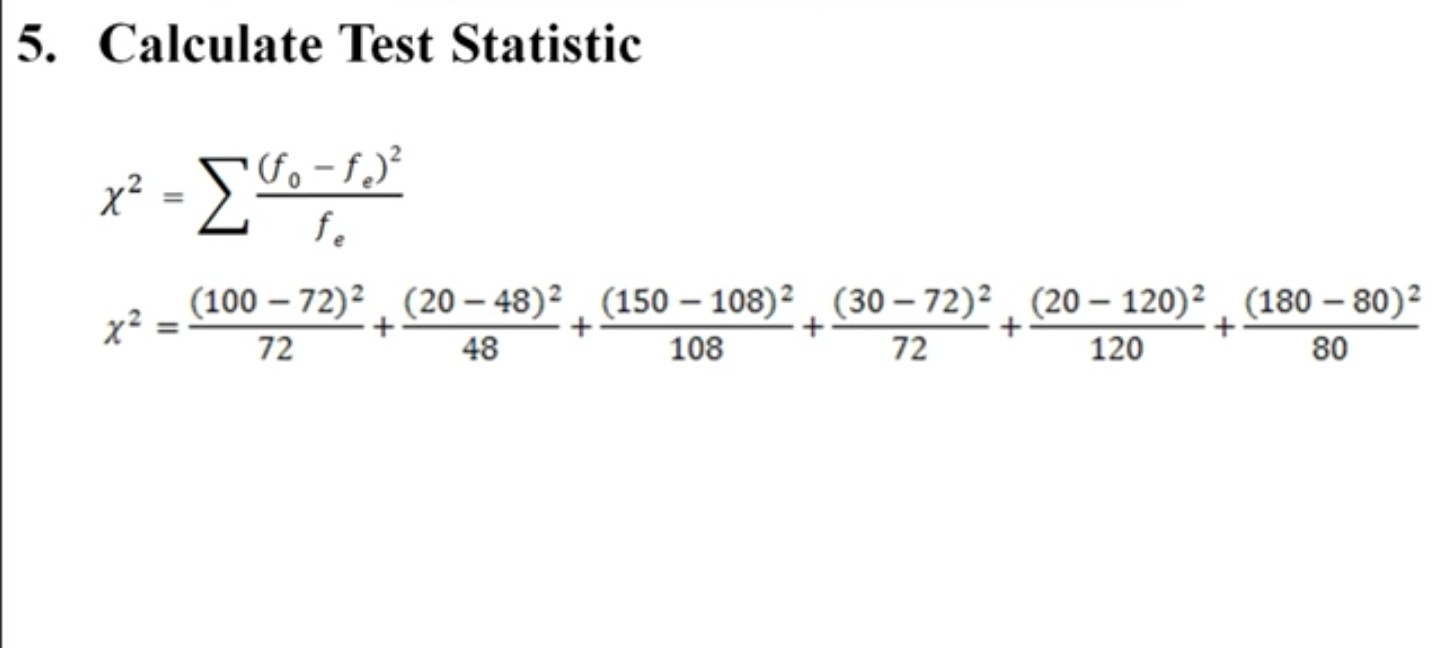 5. Calculate Test Statistic
χ² = ∑ (f₀ − fₑ)² / fₑ
χ² = (100 – 72)² / 72 + (20 – 48)² / 48 + (150 – 108)² / 108 + (30 – 72)² / 72 + (20 – 120)² / 120 + (180 – 80)² / 80